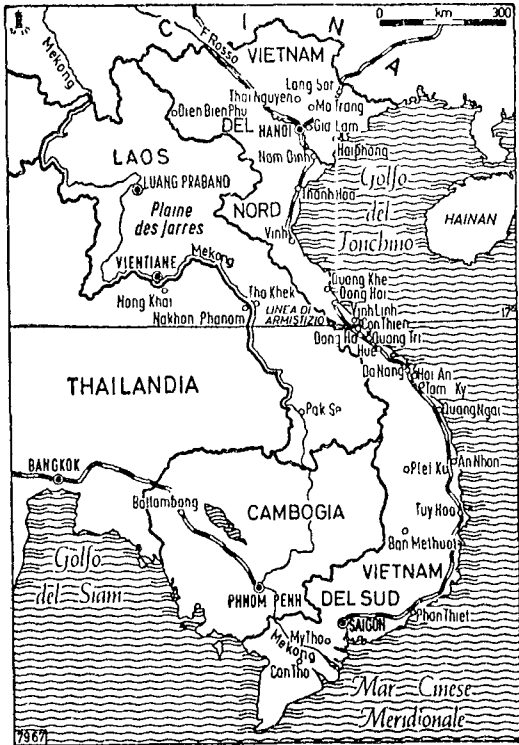 km
0 300
C I N A
F. Rosso
VIETNAM
Mekong
Lang Son
Thai Nguyen
Mo Trang
Dien Bien Phu
DEL
HANOI
Gia Lam
Haiphong
Nam Dinh
LAOS
LUANG PRABAND
Thanh Hoa
Golfo
del
Tonchino
NORD
HAINAN
Plaine
des Jarres
Vinh
VIENTIANE
Mekong
Nong Khai
Tha Khek
Nakhon Phanom
Quang Khe
Dong Hoi
LINEA DI
ARMISTIZIO
Vinh Linh
Con Thien
17°
Dong Ha
Quang Tri
Hue
Da Nang
Hoi An
Tam Ky
Quang Ngai
THAILANDIA
Pak Se
BANGKOK
Plei Ku
An Nhon
Battambang
CAMBOGIA
Tuy Hoa
Ban Methuot
Golfo
del Siam
VIETNAM
DEL SUD
PHNOM PENH
SAIGON
Phan Thiet
My Tho
Mekong
Can Tho
Mar Cinese
Meridionale
7967